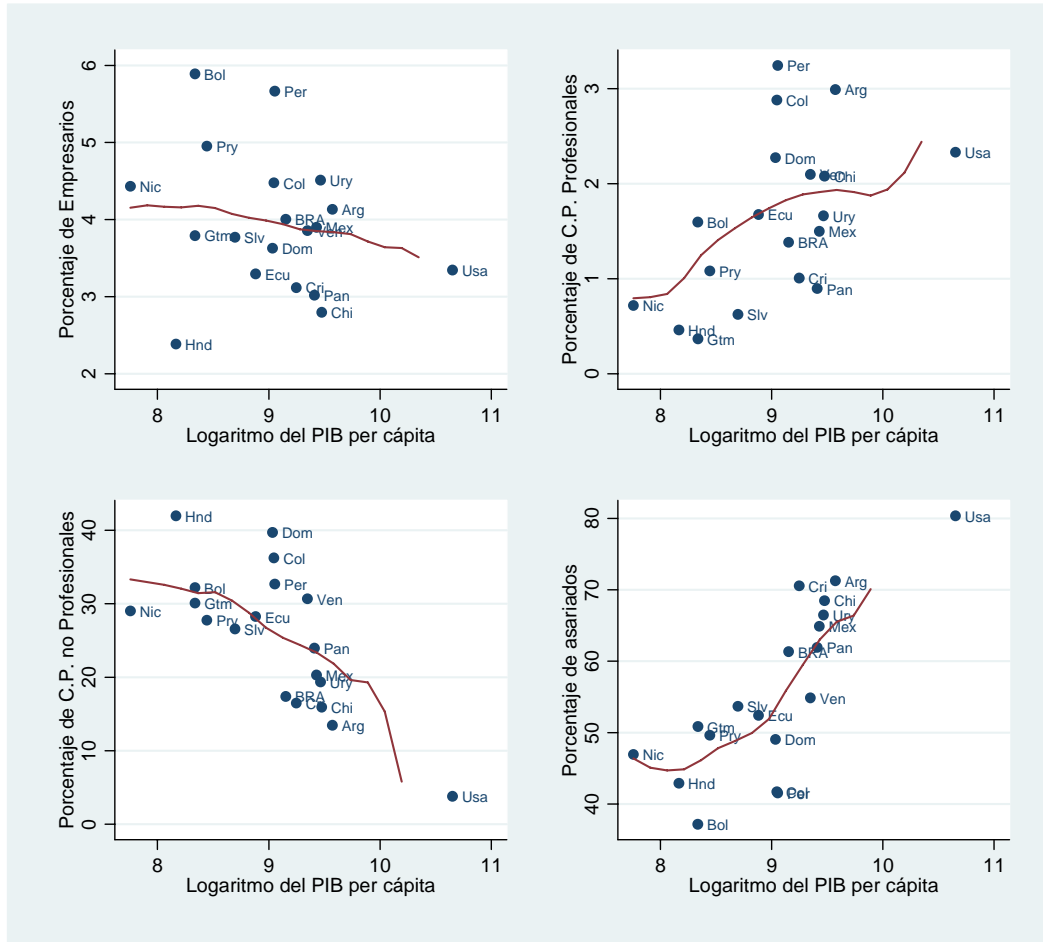 Bol
Per
Pry
Nic
Col
Ury
Arg
BRA
Mex
Ven
Gtm
Slv
Dom
Ecu
Cri
Pan
Chi
Usa
Hnd
2
3
4
5
6
Porcentaje de Empresarios
8
9
10
11
Logaritmo del PIB per cápita
Per
Arg
Col
Usa
Dom
Ven
Chi
Ecu
Ury
Bol
Mex
BRA
Pry
Cri
Pan
Nic
Slv
Hnd
Gtm
0
1
2
3
Porcentaje de C.P. Profesionales
8
9
10
11
Logaritmo del PIB per cápita
Hnd
Dom
Col
Per
Bol
Ven
Gtm
Nic
Ecu
Pry
Slv
Pan
Mex
Ury
BRA
Cri
Chi
Arg
Usa
0
10
20
30
40
Porcentaje de C.P. no Profesionales
8
9
10
11
Logaritmo del PIB per cápita
Usa
Arg
Cri
Chi
Ury
Mex
Pan
BRA
Ven
Slv
Ecu
Gtm
Pry
Dom
Nic
Hnd
Col
Per
Bol
40
50
60
70
80
Porcentaje de asariados
8
9
10
11
Logaritmo del PIB per cápita